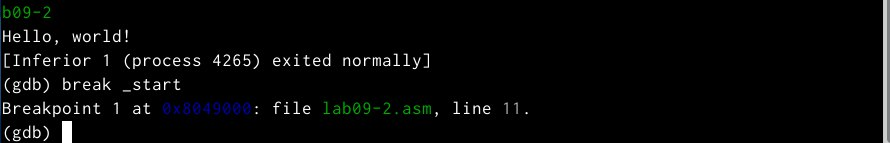 b09-2
Hello, world!
[Inferior 1 (process 4265) exited normally]
(gdb) break _start
Breakpoint 1 at 0x8049000: file lab09-2.asm, line 11.
(gdb)